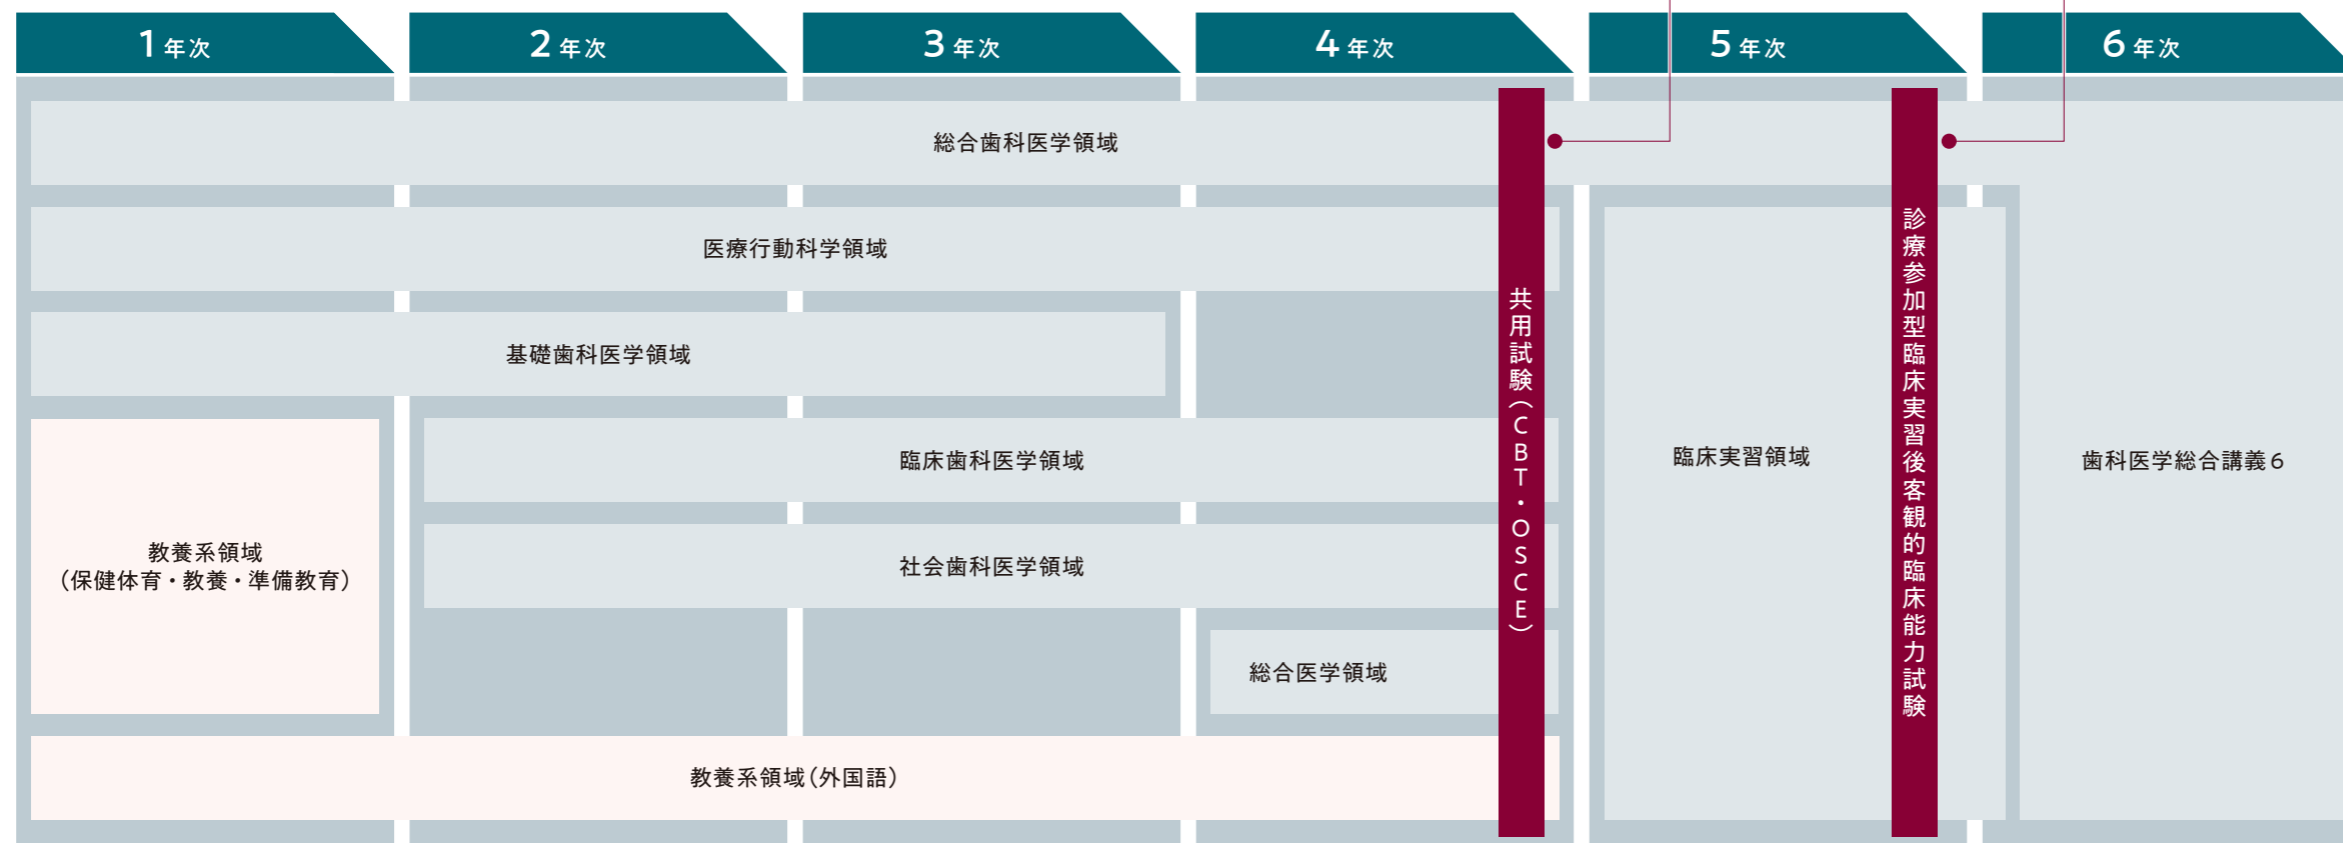 1年次
2年次
3年次
4年次
5年次
6年次
総合歯科医学領域
医療行動科学領域
基礎歯科医学領域
臨床歯科医学領域
社会歯科医学領域
総合医学領域
教養系領域
（保健体育・教養・準備教育）
教養系領域（外国語）
共用試験（CBT・OSCE）
臨床実習領域
診療参加型臨床実習後客観的臨床能力試験
歯科医学総合講義6